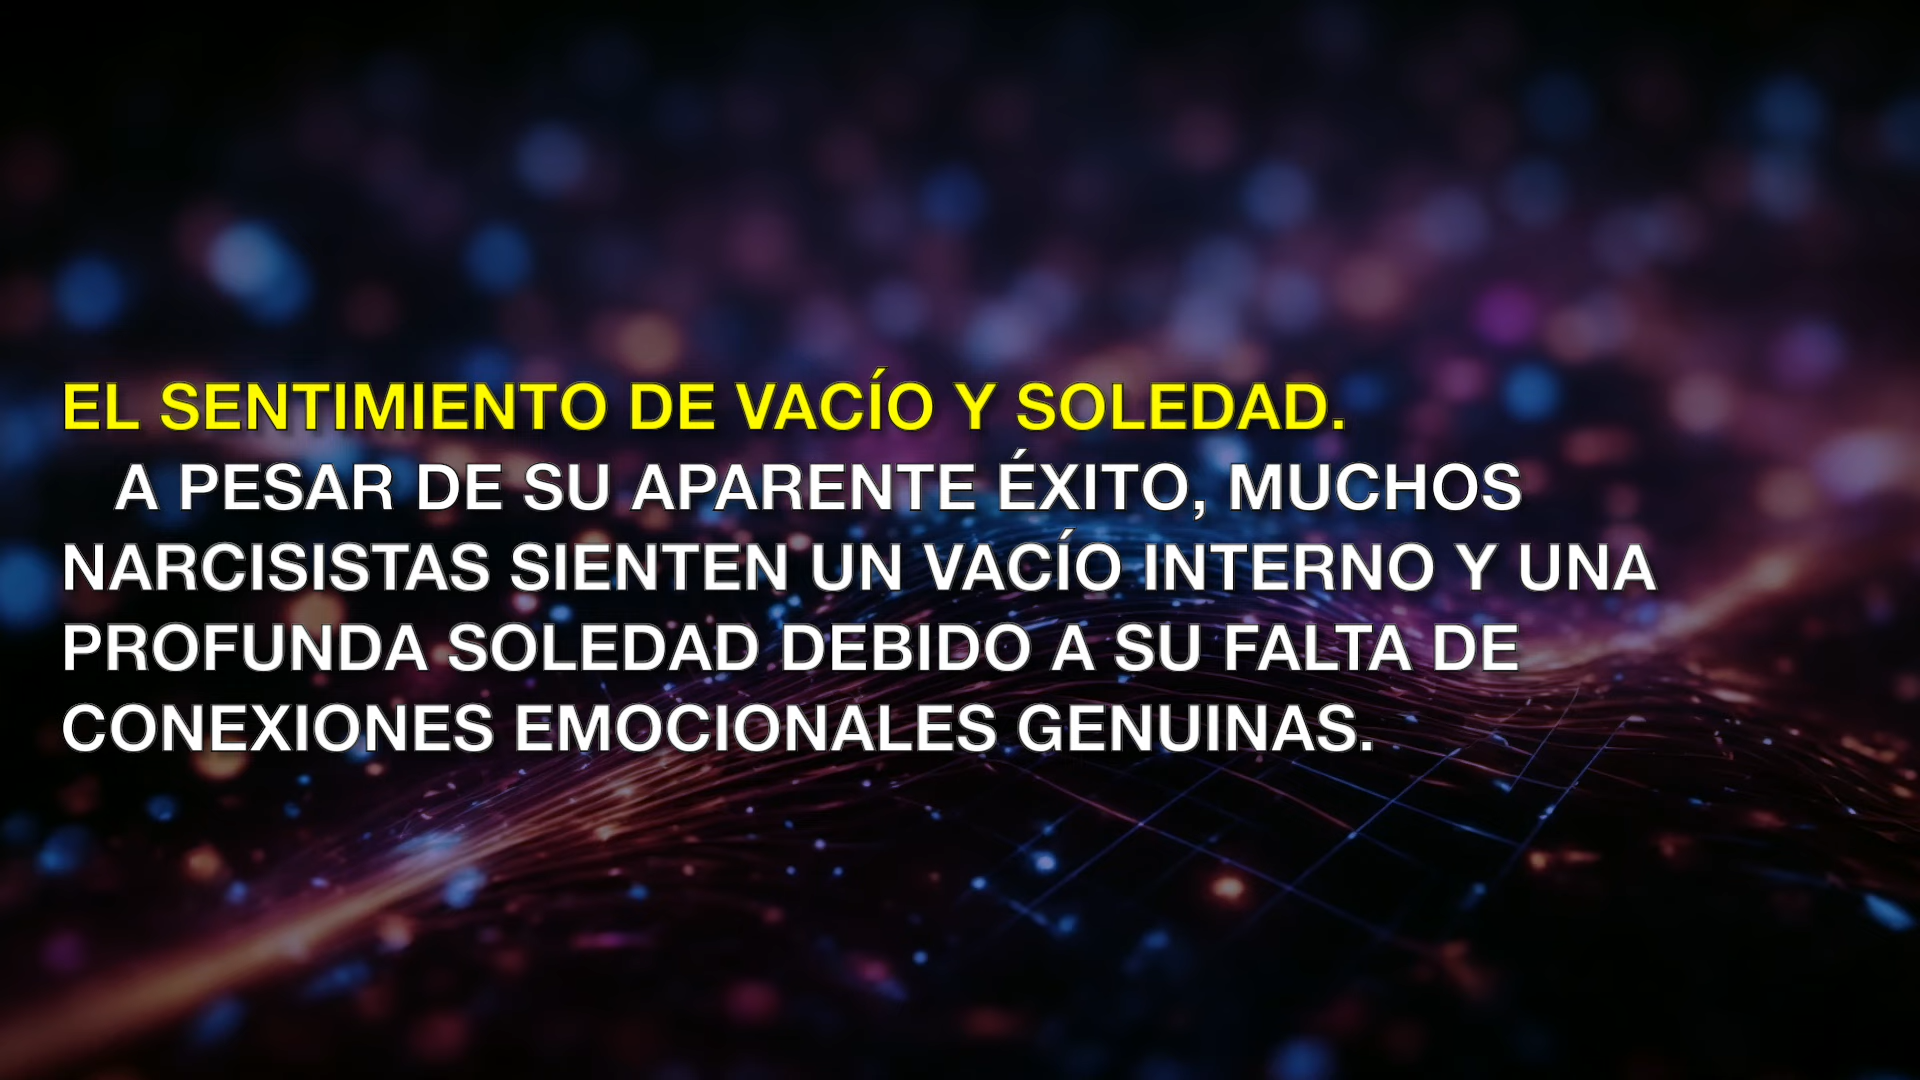 EL SENTIMIENTO DE VACÍO Y SOLEDAD.
A PESAR DE SU APARENTE ÉXITO, MUCHOS
NARCISISTAS SIENTEN UN VACÍO INTERNO Y UNA
PROFUNDA SOLEDAD DEBIDO A SU FALTA DE
CONEXIONES EMOCIONALES GENUINAS.